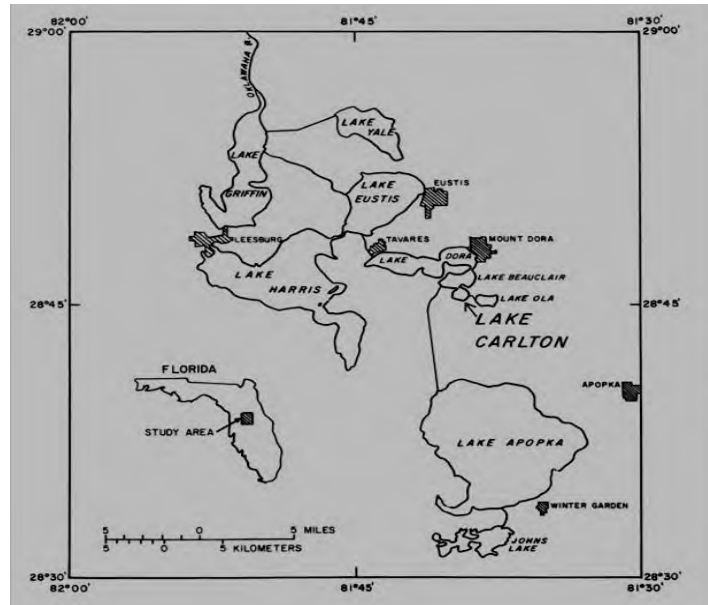 82°00' 81°45' 81°30'
29°00' 29°00'
OKLAWAHA R.
LAKE
YALE
LAKE
GRIFFIN
LAKE
EUSTIS
EUSTIS
LEESBURG
TAVARES
MOUNT DORA
LAKE
DORA
LAKE
HARRIS
LAKE BEAUCLAIR
LAKE OLA
28°45' 28°45'
LAKE
CARLTON
FLORIDA
STUDY AREA
APOPKA
LAKE APOPKA
WINTER GARDEN
JOHNS
LAKE
5 0 5 MILES
5 0 5 KILOMETERS
28°30' 28°30'
82°00' 81°45' 81°30'